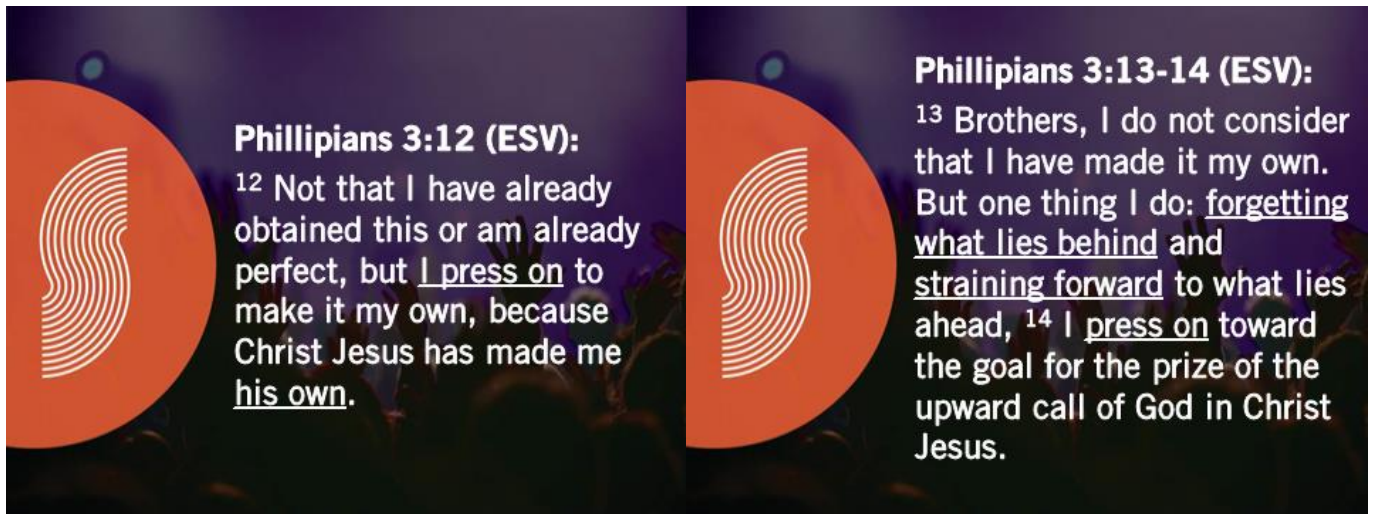 Phillipians 3:12 (ESV):
12 Not that I have already
obtained this or am already
perfect, but I press on to
make it my own, because
Christ Jesus has made me
his own.
Phillipians 3:13-14 (ESV):
13 Brothers, I do not consider
that I have made it my own.
But one thing I do: forgetting
what lies behind and
straining forward to what lies
ahead, 14 I press on toward
the goal for the prize of the
upward call of God in Christ
Jesus.